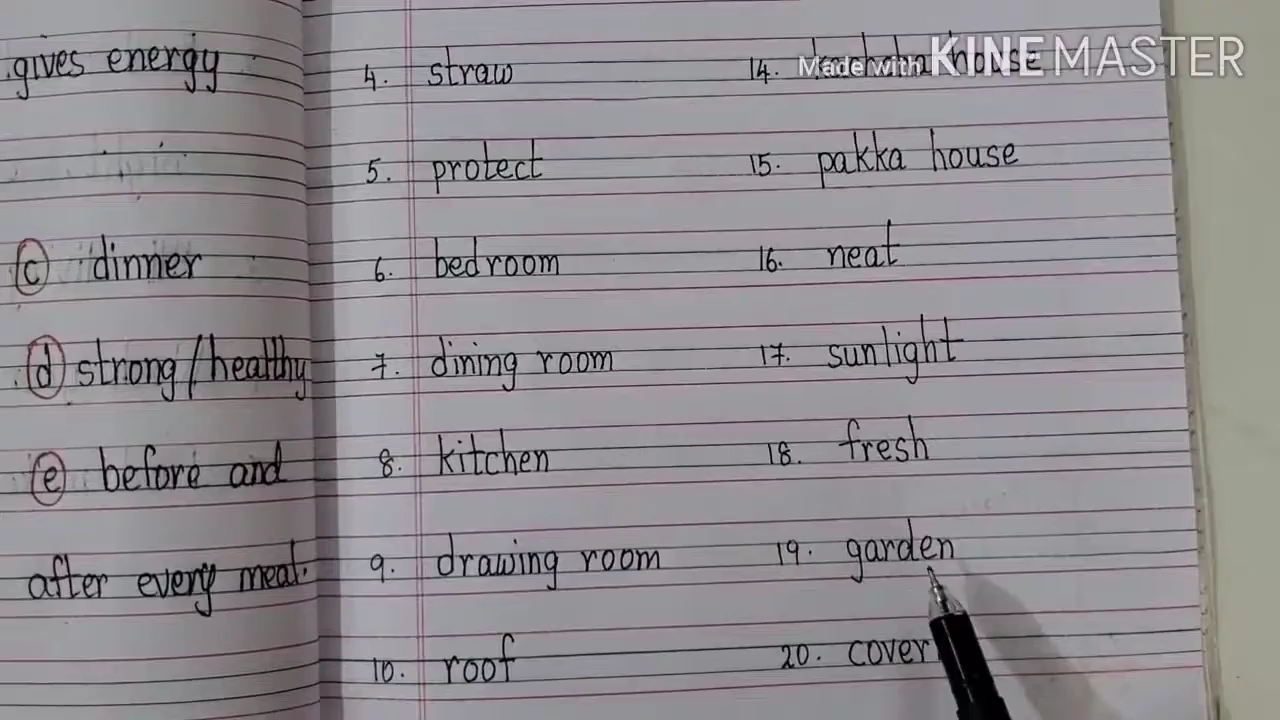 gives energy
(c) dinner
(d) strong/healthy
(e) before and
after every meal.
4. straw
5. protect
6. bedroom
7. dining room
8. kitchen
9. drawing room
10. roof
Made with KINEMASTER
14. house
15. pakka house
16. neat
17. sunlight
18. fresh
19. garden
20. cover